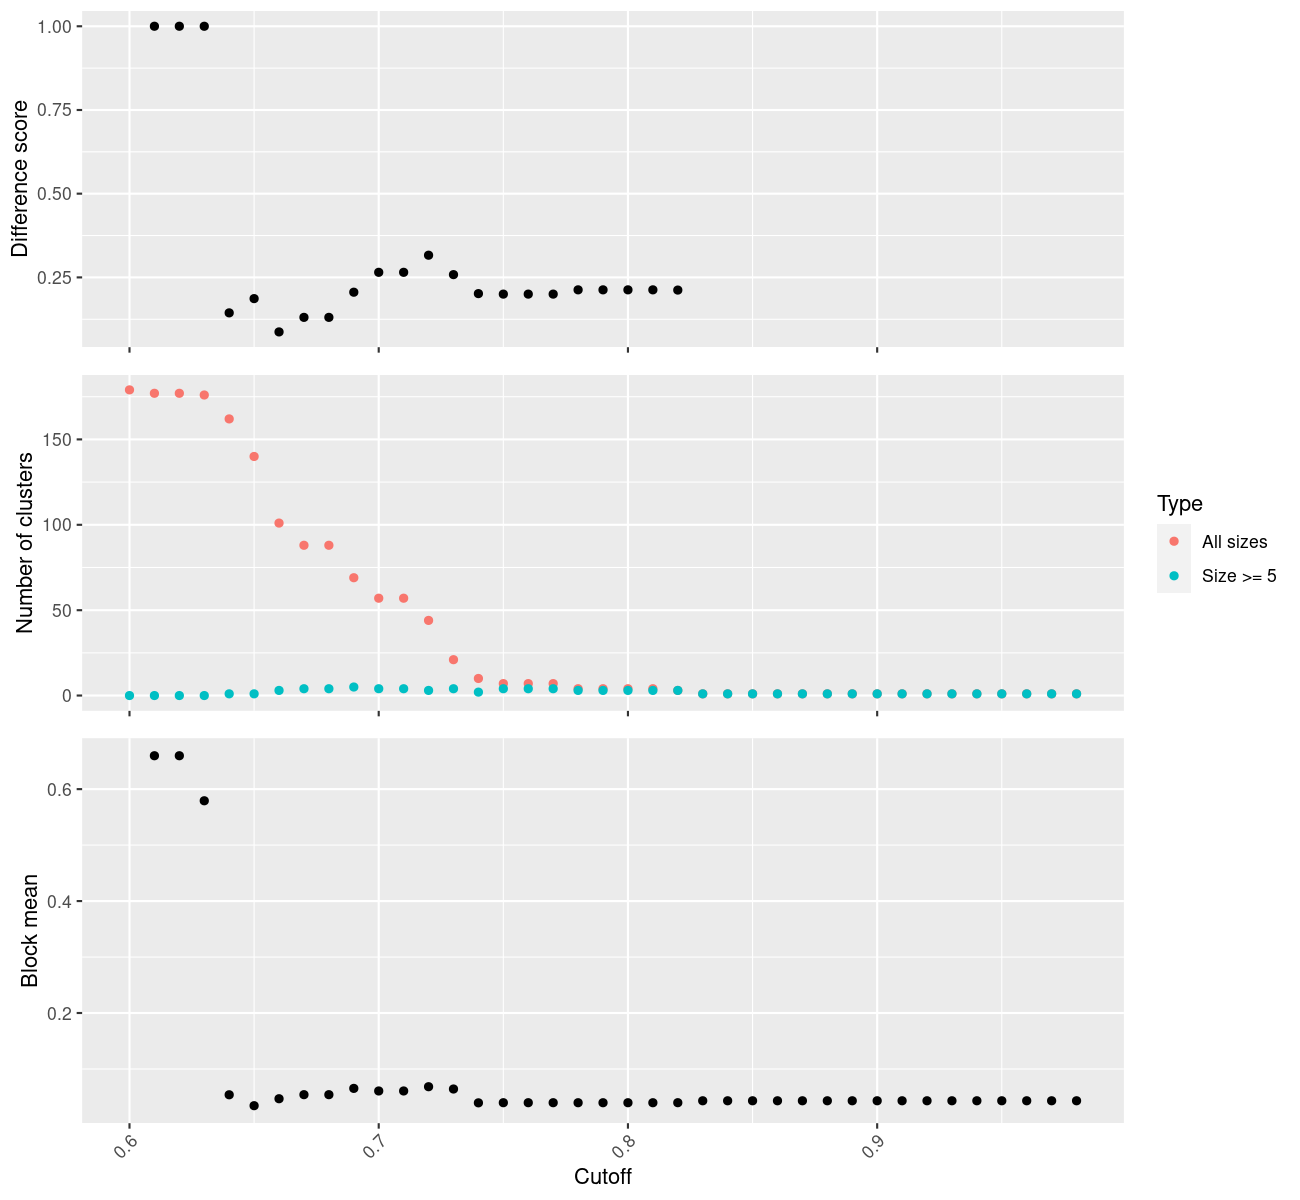 Difference score
1.00
0.75
0.50
0.25
Number of clusters
150
100
50
0
Type
All sizes
Size >= 5
Block mean
0.6
0.4
0.2
0.6
0.7
0.8
0.9
Cutoff